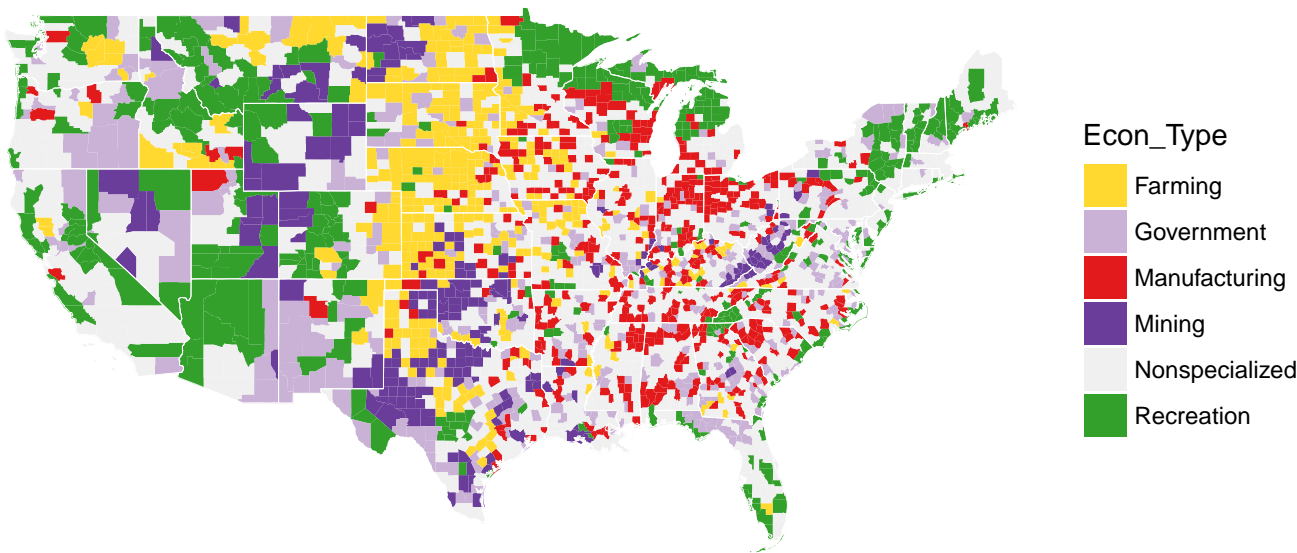 Econ_Type
Farming
Government
Manufacturing
Mining
Nonspecialized
Recreation